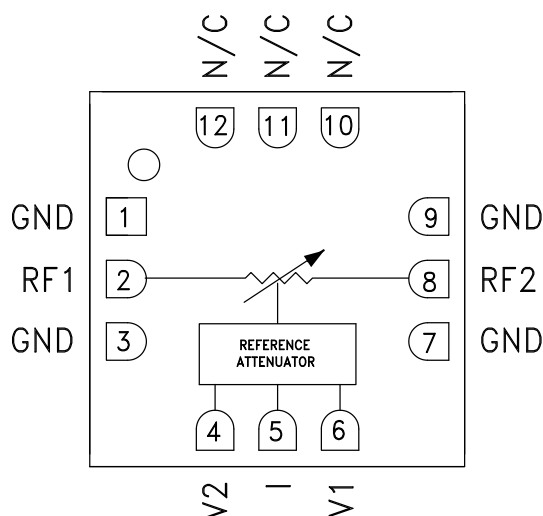 N/C N/C N/C
12 11 10
GND 1 9 GND
RF1 2 8 RF2
GND 3 7 GND
REFERENCE
ATTENUATOR
4 5 6
V2 I V1